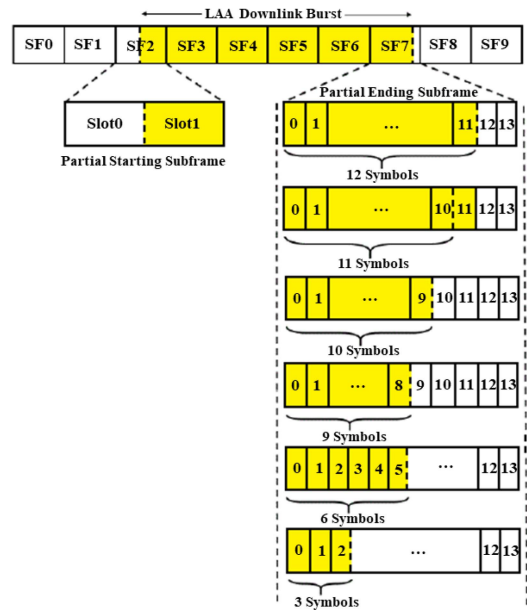 LAA Downlink Burst
SF0 SF1 SF2 SF3 SF4 SF5 SF6 SF7 SF8 SF9
Slot0 Slot1
Partial Starting Subframe
Partial Ending Subframe
0 1 ... 11 12 13
12 Symbols
0 1 ... 10 11 12 13
11 Symbols
0 1 ... 9 10 11 12 13
10 Symbols
0 1 ... 8 9 10 11 12 13
9 Symbols
0 1 2 3 4 5 ... 12 13
6 Symbols
0 1 2 ... 12 13
3 Symbols